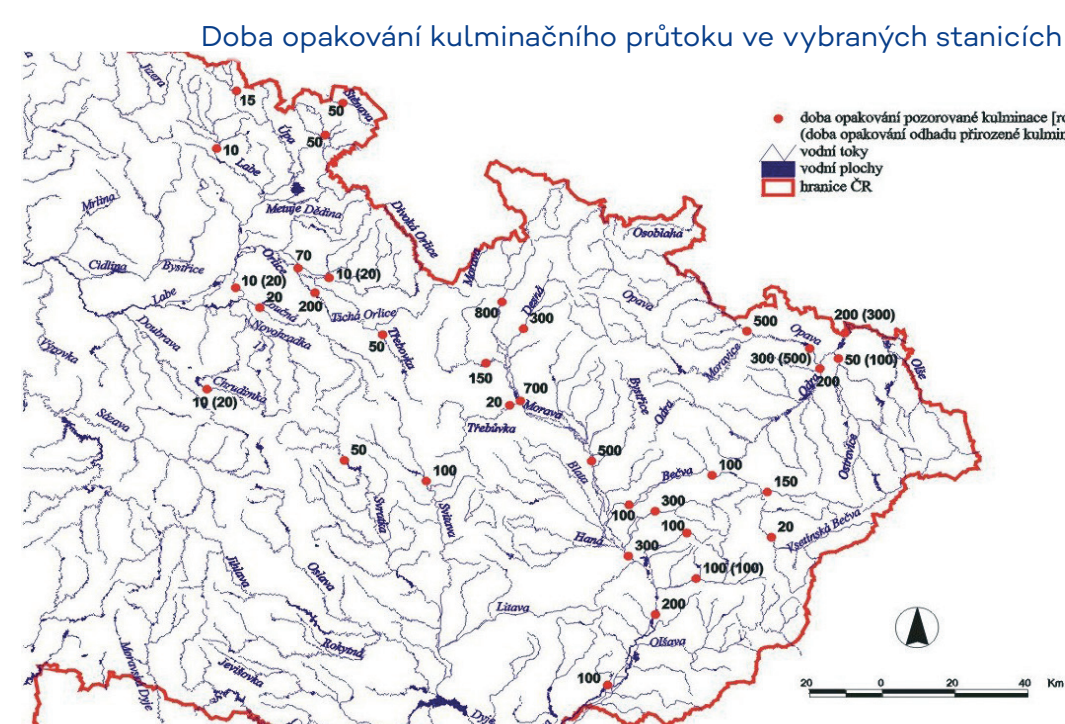 Doba opakování kulminačního průtoku ve vybraných stanicích
doba opakování pozorované kulminace [ro
(doba opakování odhadu přirozené kulmin
vodní toky
vodní plochy
hranice ČR
Jizera
15
Stěnava
50
Úpa
50
10
Labe
Mrlina
Metuje Dědina
Divoká Orlice
Osoblaha
Cidlina
Bystřice
Orlice
70
10 (20)
Morava
Desná
Opava
10 (20)
Labe
20
Loučná
200
Tichá Orlice
800
300
500
200 (300)
Doubrava
Novohradka
Třebovka
50
Opava
Moravice
300 (500)
50 (100)
Olše
Výrovka
150
200
Odra
Chrudimka
10 (20)
700
20
Morava
Bystřice
Odra
Sázava
Třebůvka
Ostravice
50
100
500
Blata
Bečva
100
150
Svratka
Svitava
100
300
100
20
Haná
300
Vsetínská Bečva
Jihlava
Oslava
100 (100)
Litava
200
Rokytná
Olšava
Moravská Dyje
Jevišovka
100
Dyje
20
0
20
40
Km